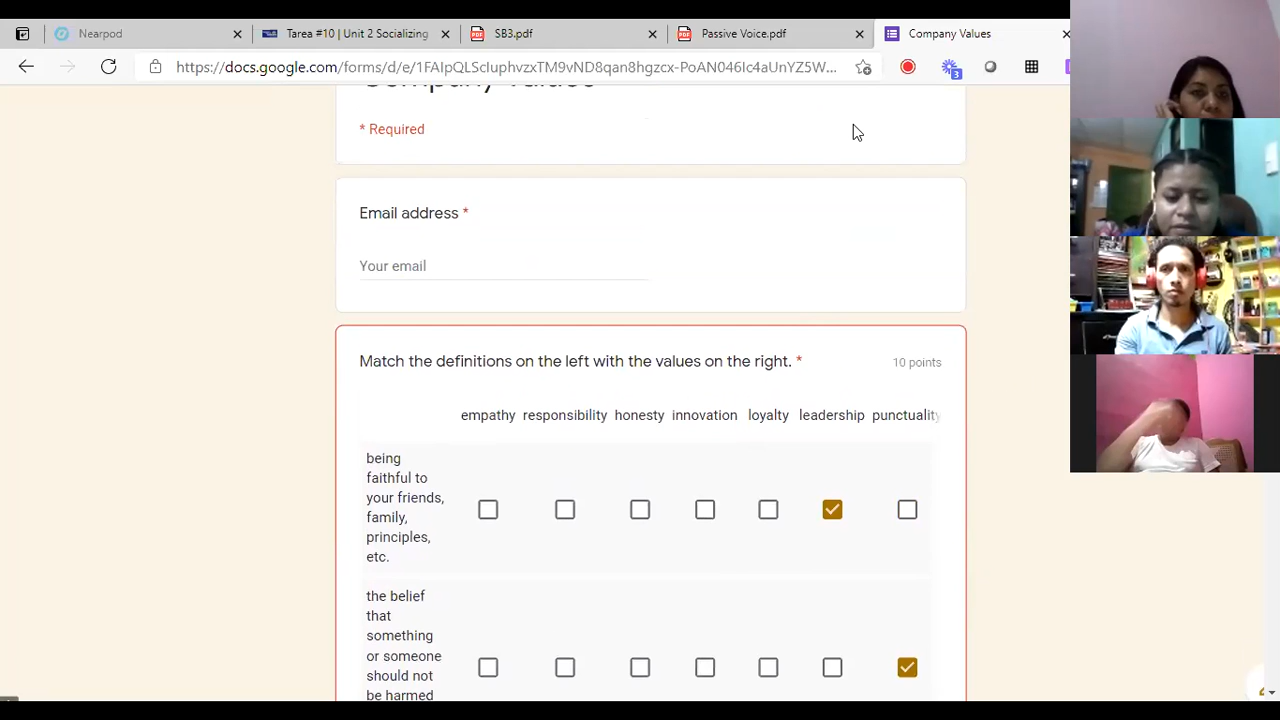 Nearpod
Tarea #10 | Unit 2 Socializing
SB3.pdf
Passive Voice.pdf
Company Values
https://docs.google.com/forms/d/e/
3
Company Values
* Required
Email address *
Your email
Match the definitions on the left with the values on the right. *
10 points
empathy responsibility honesty innovation loyalty leadership punctuality
being
faithful to
your friends,
family,
principles,
etc.
the belief
that
something
or someone
should not
be harmed